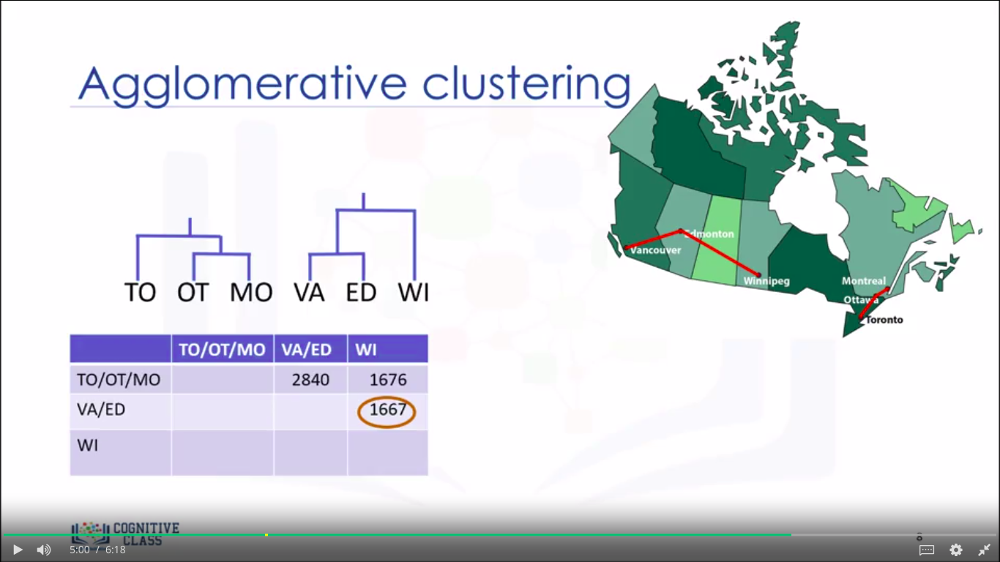 Agglomerative clustering
Edmonton
Vancouver
Winnipeg
Montreal
Ottawa
Toronto
TO OT MO VA ED WI
TO/OT/MO VA/ED WI
TO/OT/MO 2840 1676
VA/ED 1667
WI
COGNITIVE
CLASS
8
5:00 / 6:18